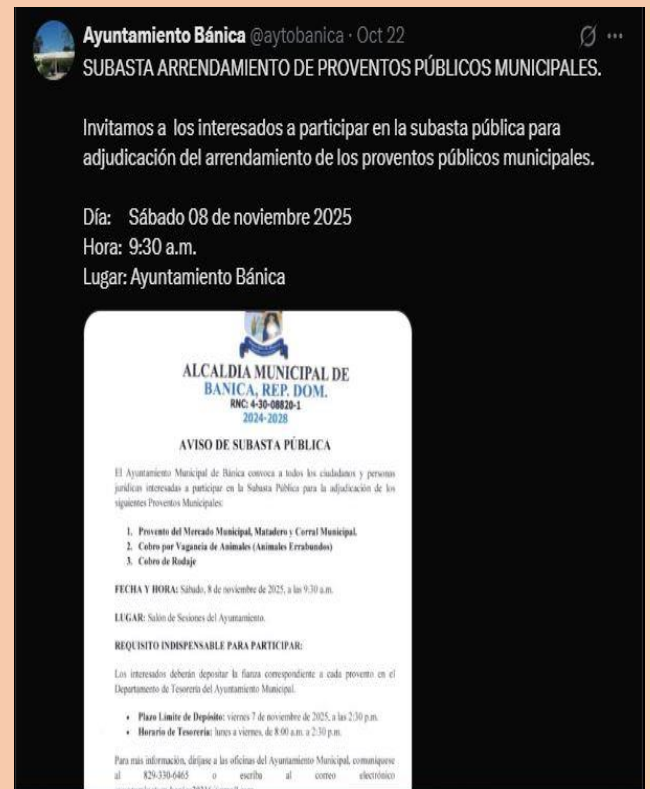 Ayuntamiento Bánica @aytobanica · Oct 22
SUBASTA ARRENDAMIENTO DE PROVENTOS PÚBLICOS MUNICIPALES.
Invitamos a los interesados a participar en la subasta pública para
adjudicación del arrendamiento de los proventos públicos municipales.
Día: Sábado 08 de noviembre 2025
Hora: 9:30 a.m.
Lugar: Ayuntamiento Bánica
ALCALDIA MUNICIPAL DE
BANICA, REP. DOM.
RNC: 4-30-08820-1
2024-2028
AVISO DE SUBASTA PÚBLICA
El Ayuntamiento Municipal de Bánica convoca a todos los ciudadanos y personas
jurídicas interesadas a participar en la Subasta Pública para la adjudicación de los
siguientes Proventos Municipales:
1. Provento del Mercado Municipal, Matadero y Corral Municipal.
2. Cobro por Vagancia de Animales (Animales Errabundos)
3. Cobro de Rodaje
FECHA Y HORA: Sábado, 8 de noviembre de 2025, a las 9:30 a.m.
LUGAR: Salón de Sesiones del Ayuntamiento.
REQUISITO INDISPENSABLE PARA PARTICIPAR:
Los interesados deberán depositar la fianza correspondiente a cada provento en el
Departamento de Tesorería del Ayuntamiento Municipal.
• Plazo Límite de Depósito: viernes 7 de noviembre de 2025, a las 2:30 p.m.
• Horario de Tesorería: lunes a viernes, de 8:00 a.m. a 2:30 p.m.
Para más información, diríjase a las oficinas del Ayuntamiento Municipal, comuníquese
al 829-330-6465 o escriba al correo electrónico